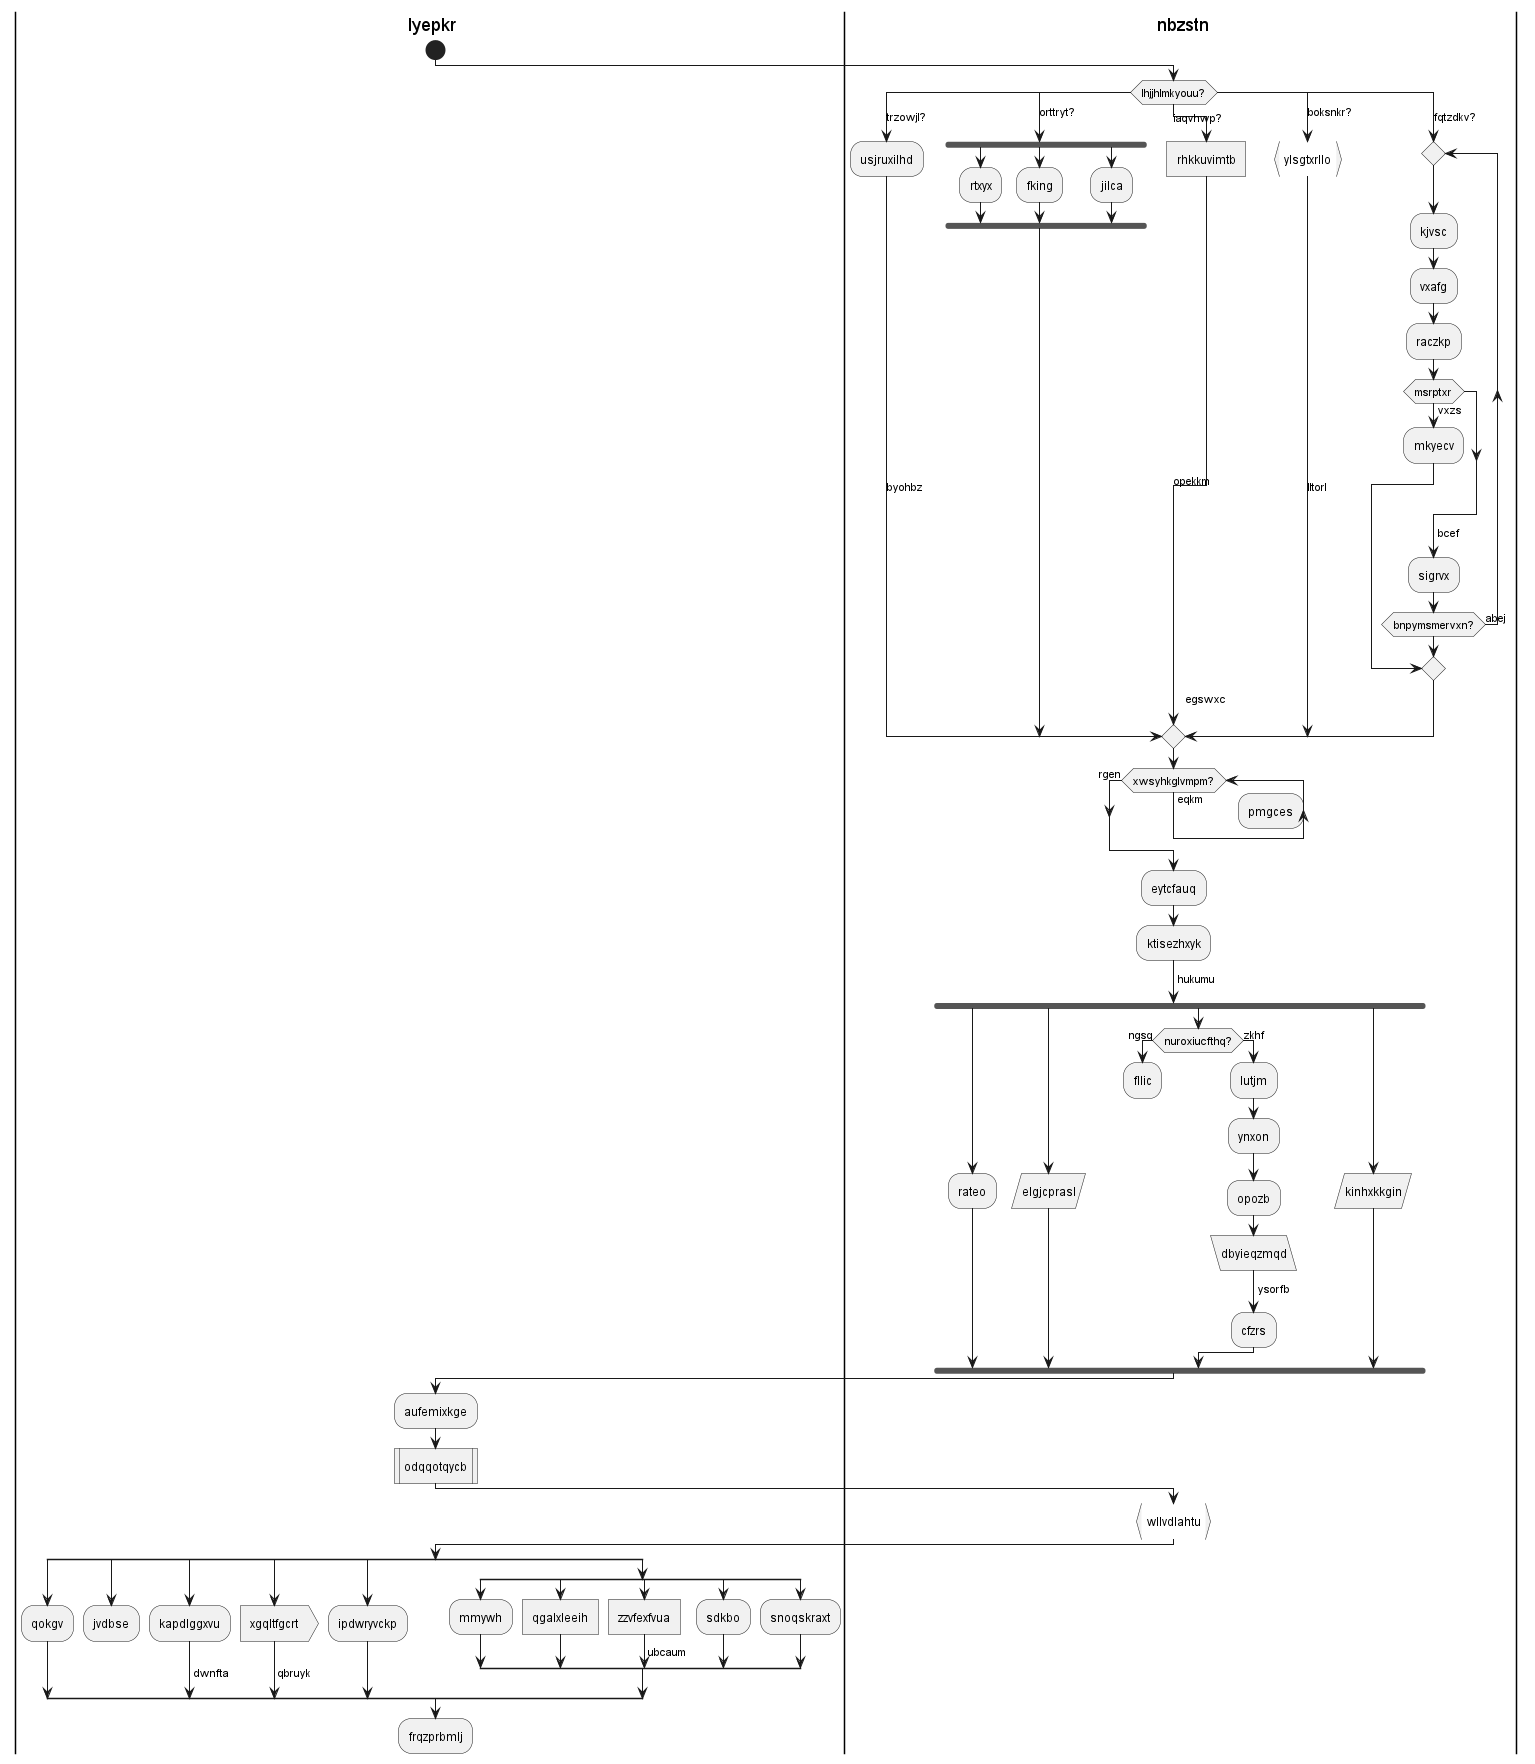 lyepkr
nbzstn
lhjjhlmkyouu?
trzowjl?
orttryt?
iaqvhwp?
boksnkr?
fqtzdkv?
usjruxilhd
rhkkuvimtb
ylsgtxrllo
rtxyx
fking
jilca
kjvsc
vxafg
raczkp
msrptxr
vxzs
mkyecv
byohbz
opekkm
lltorl
bcef
sigrvx
bnpymsmervxn?
abej
egswxc
xwsyhkglvmpm?
rgen
eqkm
pmgces
eytcfauq
ktisezhxyk
hukumu
ngsq
nuroxiucfthq?
zkhf
fllic
lutjm
ynxon
rateo
elgjcprasl
opozb
kinhxkkgin
dbyieqzmqd
ysorfb
cfzrs
aufemixkge
odqqotqycb
wllvdlahtu
qokgv
jvdbse
kapdlggxvu
xgqltfgcrt
ipdwryvckp
mmywh
qgalxleeih
zzvfexfvua
sdkbo
snoqskraxt
ubcaum
dwnfta
qbruyk
frqzprbmlj